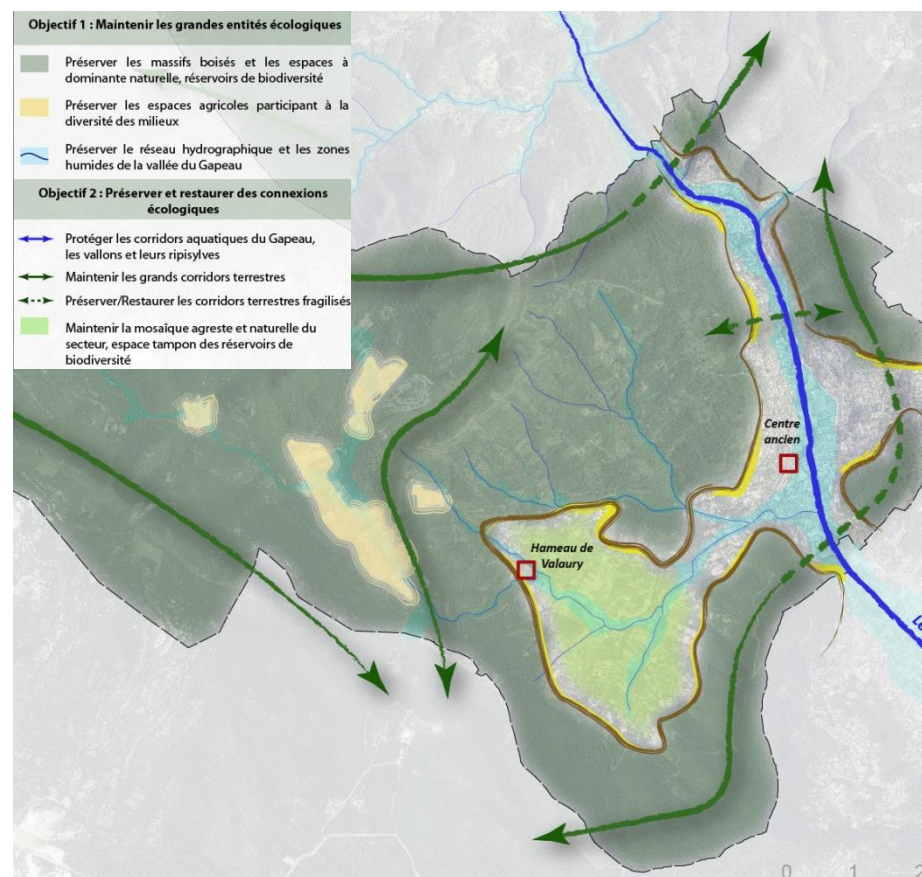 Objectif 1 : Maintenir les grandes entités écologiques
Préserver les massifs boisés et les espaces à
dominante naturelle, réservoirs de biodiversité
Préserver les espaces agricoles participant à la
diversité des milieux
Préserver le réseau hydrographique et les zones
humides de la vallée du Gapeau
Objectif 2 : Préserver et restaurer des connexions
écologiques
Protéger les corridors aquatiques du Gapeau,
les vallons et leurs ripisylves
Maintenir les grands corridors terrestres
Préserver/Restaurer les corridors terrestres fragilisés
Maintenir la mosaïque agreste et naturelle du
secteur, espace tampon des réservoirs de
biodiversité
Centre
ancien
Hameau de
Valaury
Le
0 1 2